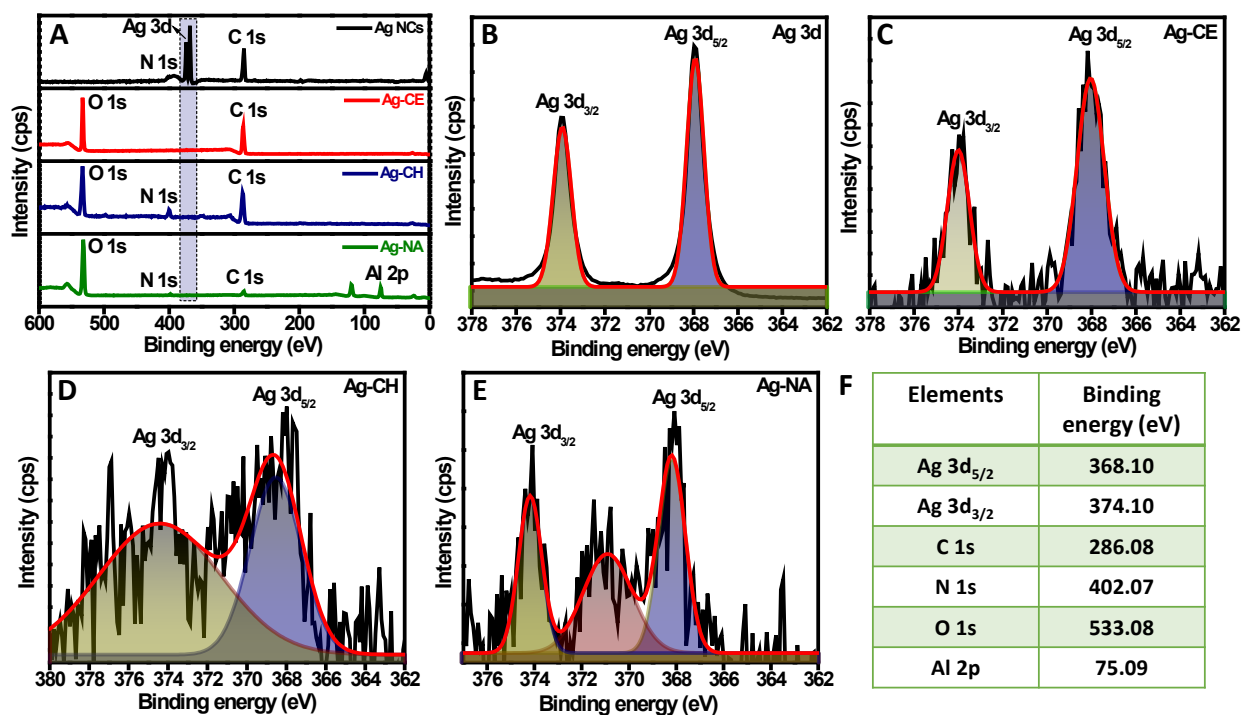 A
Ag 3d
Ag NCs
N 1s
C 1s
O 1s
Ag-CE
C 1s
O 1s
Ag-CH
N 1s
C 1s
O 1s
Ag-NA
N 1s
C 1s
Al 2p
600 500 400 300 200 100 0
Binding energy (eV)
Intensity (cps)
B
Ag 3d5/2
Ag 3d
Ag 3d3/2
378 376 374 372 370 368 366 364 362
Binding energy (eV)
Intensity (cps)
C
Ag 3d5/2
Ag-CE
Ag 3d3/2
378 376 374 372 370 368 366 364 362
Binding energy (eV)
Intensity (cps)
D
Ag-CH
Ag 3d5/2
Ag 3d3/2
380 378 376 374 372 370 368 366 364 362
Binding energy (eV)
Intensity (cps)
E
Ag-NA
Ag 3d5/2
Ag 3d3/2
376 374 372 370 368 366 364 362
Binding energy (eV)
Intensity (cps)
F
Elements Binding
energy (eV)
Ag 3d5/2 368.10
Ag 3d3/2 374.10
C 1s 286.08
N 1s 402.07
O 1s 533.08
Al 2p 75.09